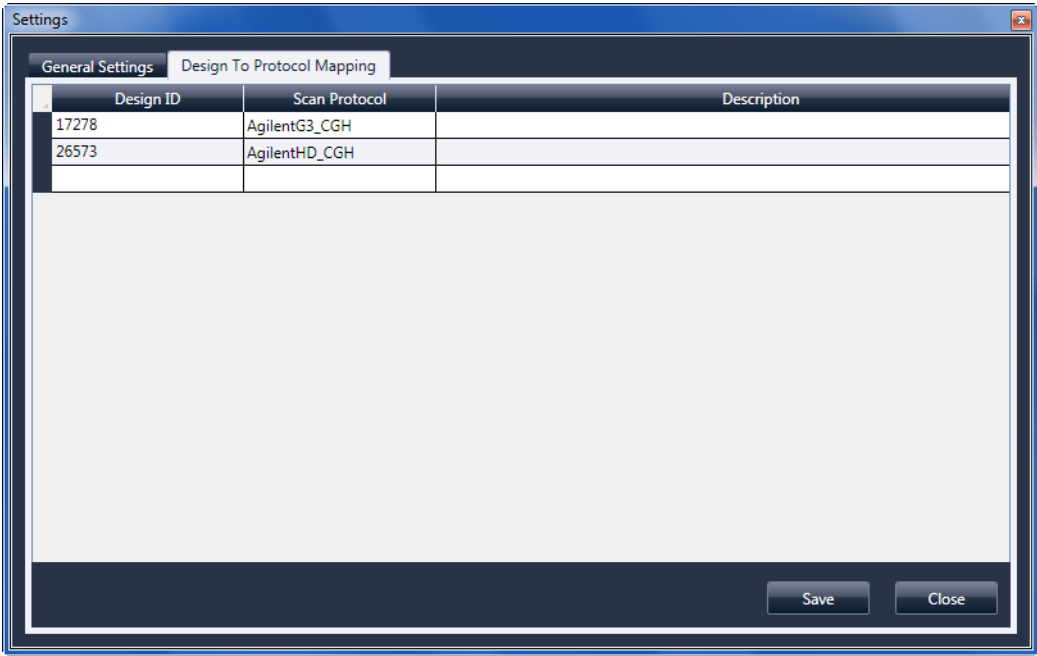 Settings
General Settings Design To Protocol Mapping
Design ID Scan Protocol Description
17278 AgilentG3_CGH
26573 AgilentHD_CGH
Save Close